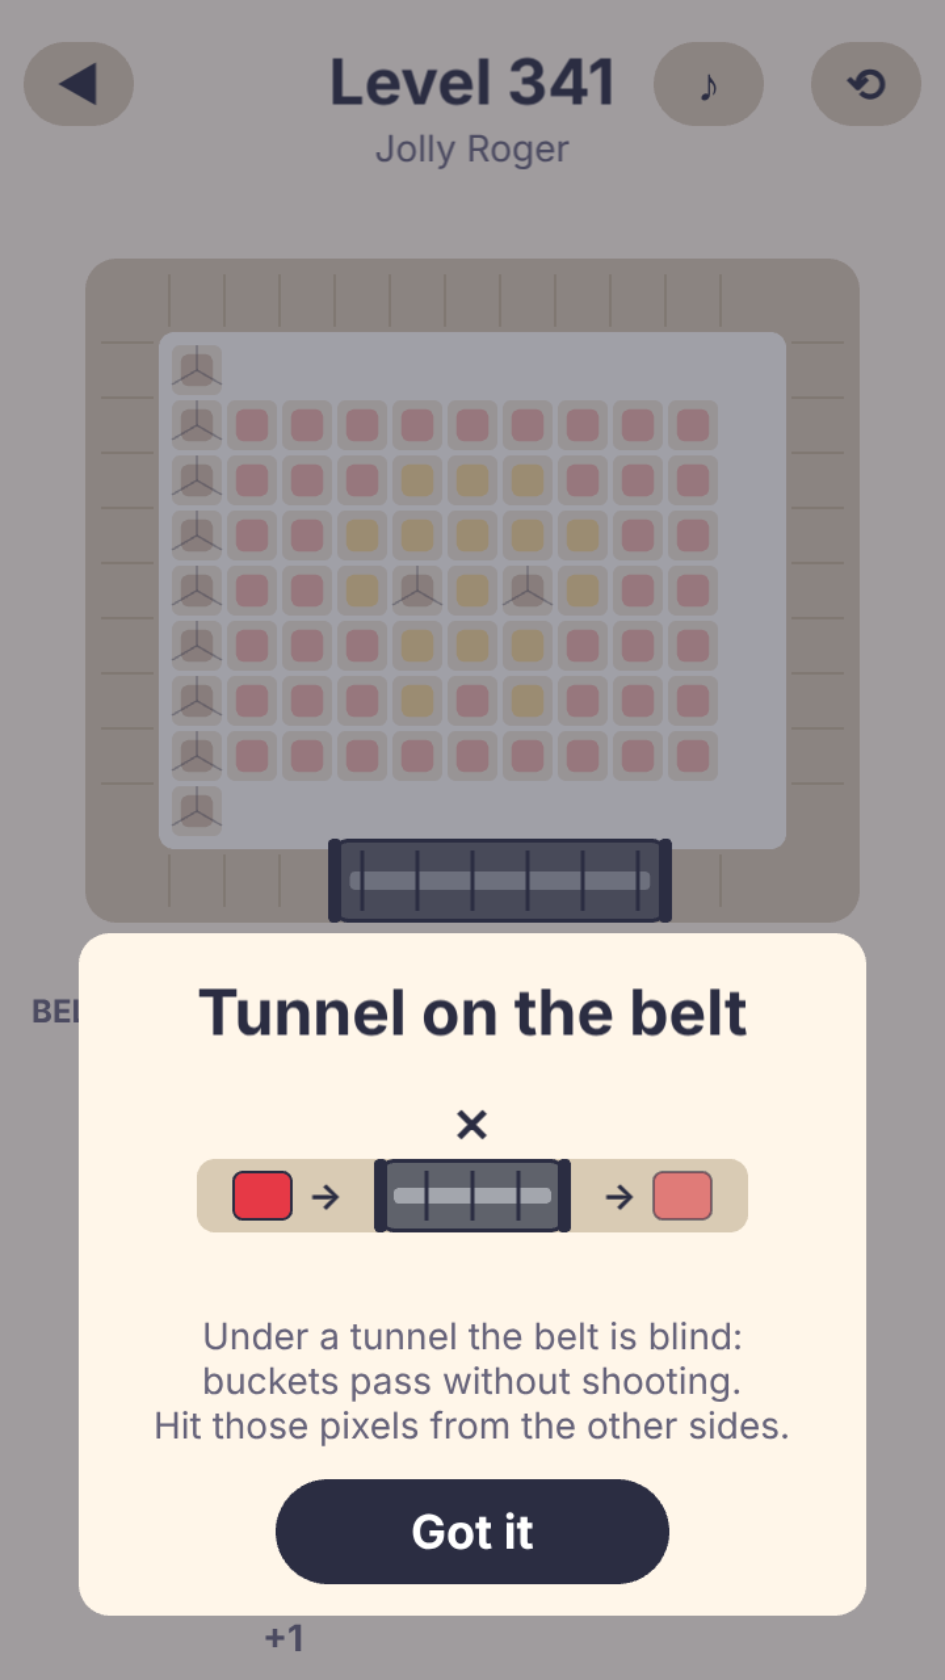 Level 341
Jolly Roger
Tunnel on the belt
Under a tunnel the belt is blind:
buckets pass without shooting.
Hit those pixels from the other sides.
Got it
+1